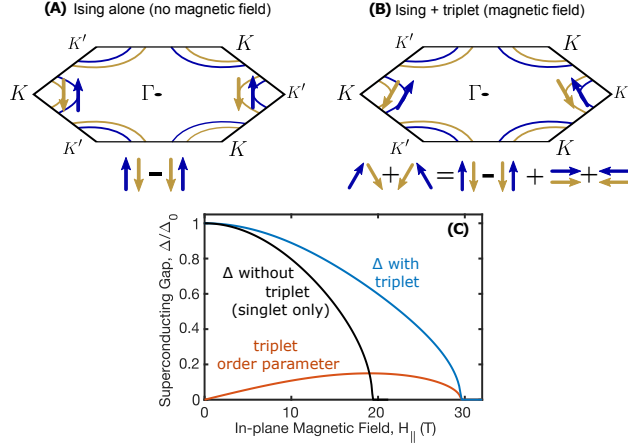 (A) Ising alone (no magnetic field)
(B) Ising + triplet (magnetic field)
K′
K′
K
Γ
K′
K′
K
K
Γ
K′
K′
K
K′
K
–
+ = – + +
(C)
Superconducting Gap, Δ/Δ0
1
0.8
0.6
0.4
0.2
0
Δ without
triplet
(singlet only)
Δ with
triplet
triplet
order parameter
0
10
20
30
In-plane Magnetic Field, H|| (T)